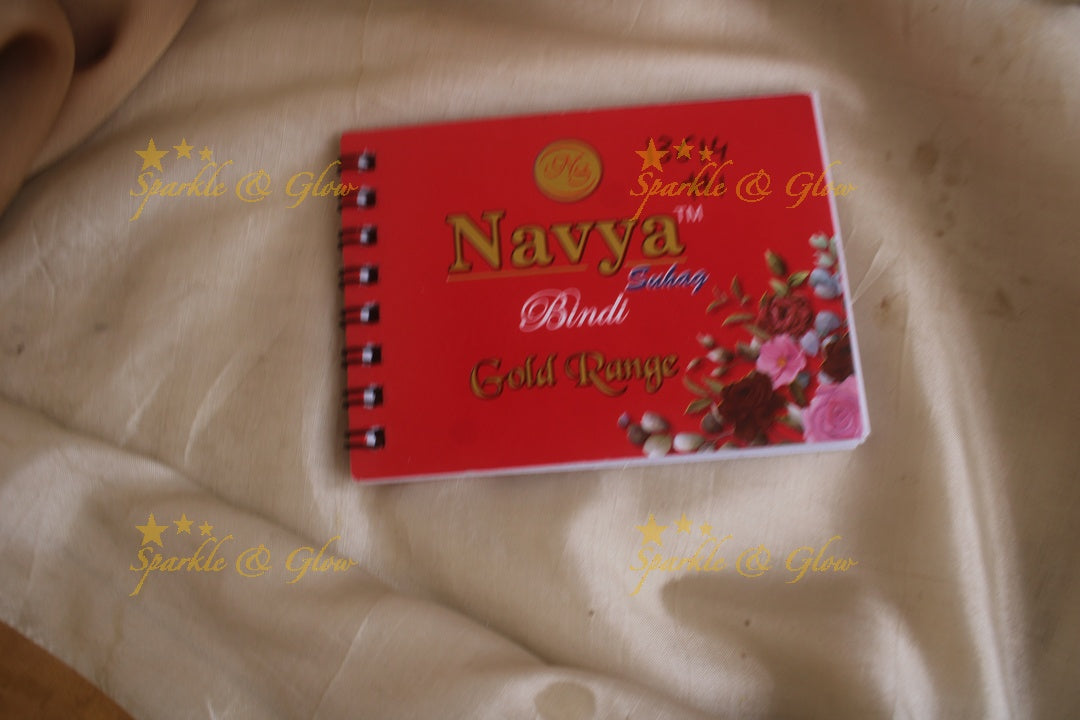 Sparkle & Glow
Sparkle & Glow
Navya™
Suhag
Bindi
Gold Range
Sparkle & Glow
Sparkle & Glow